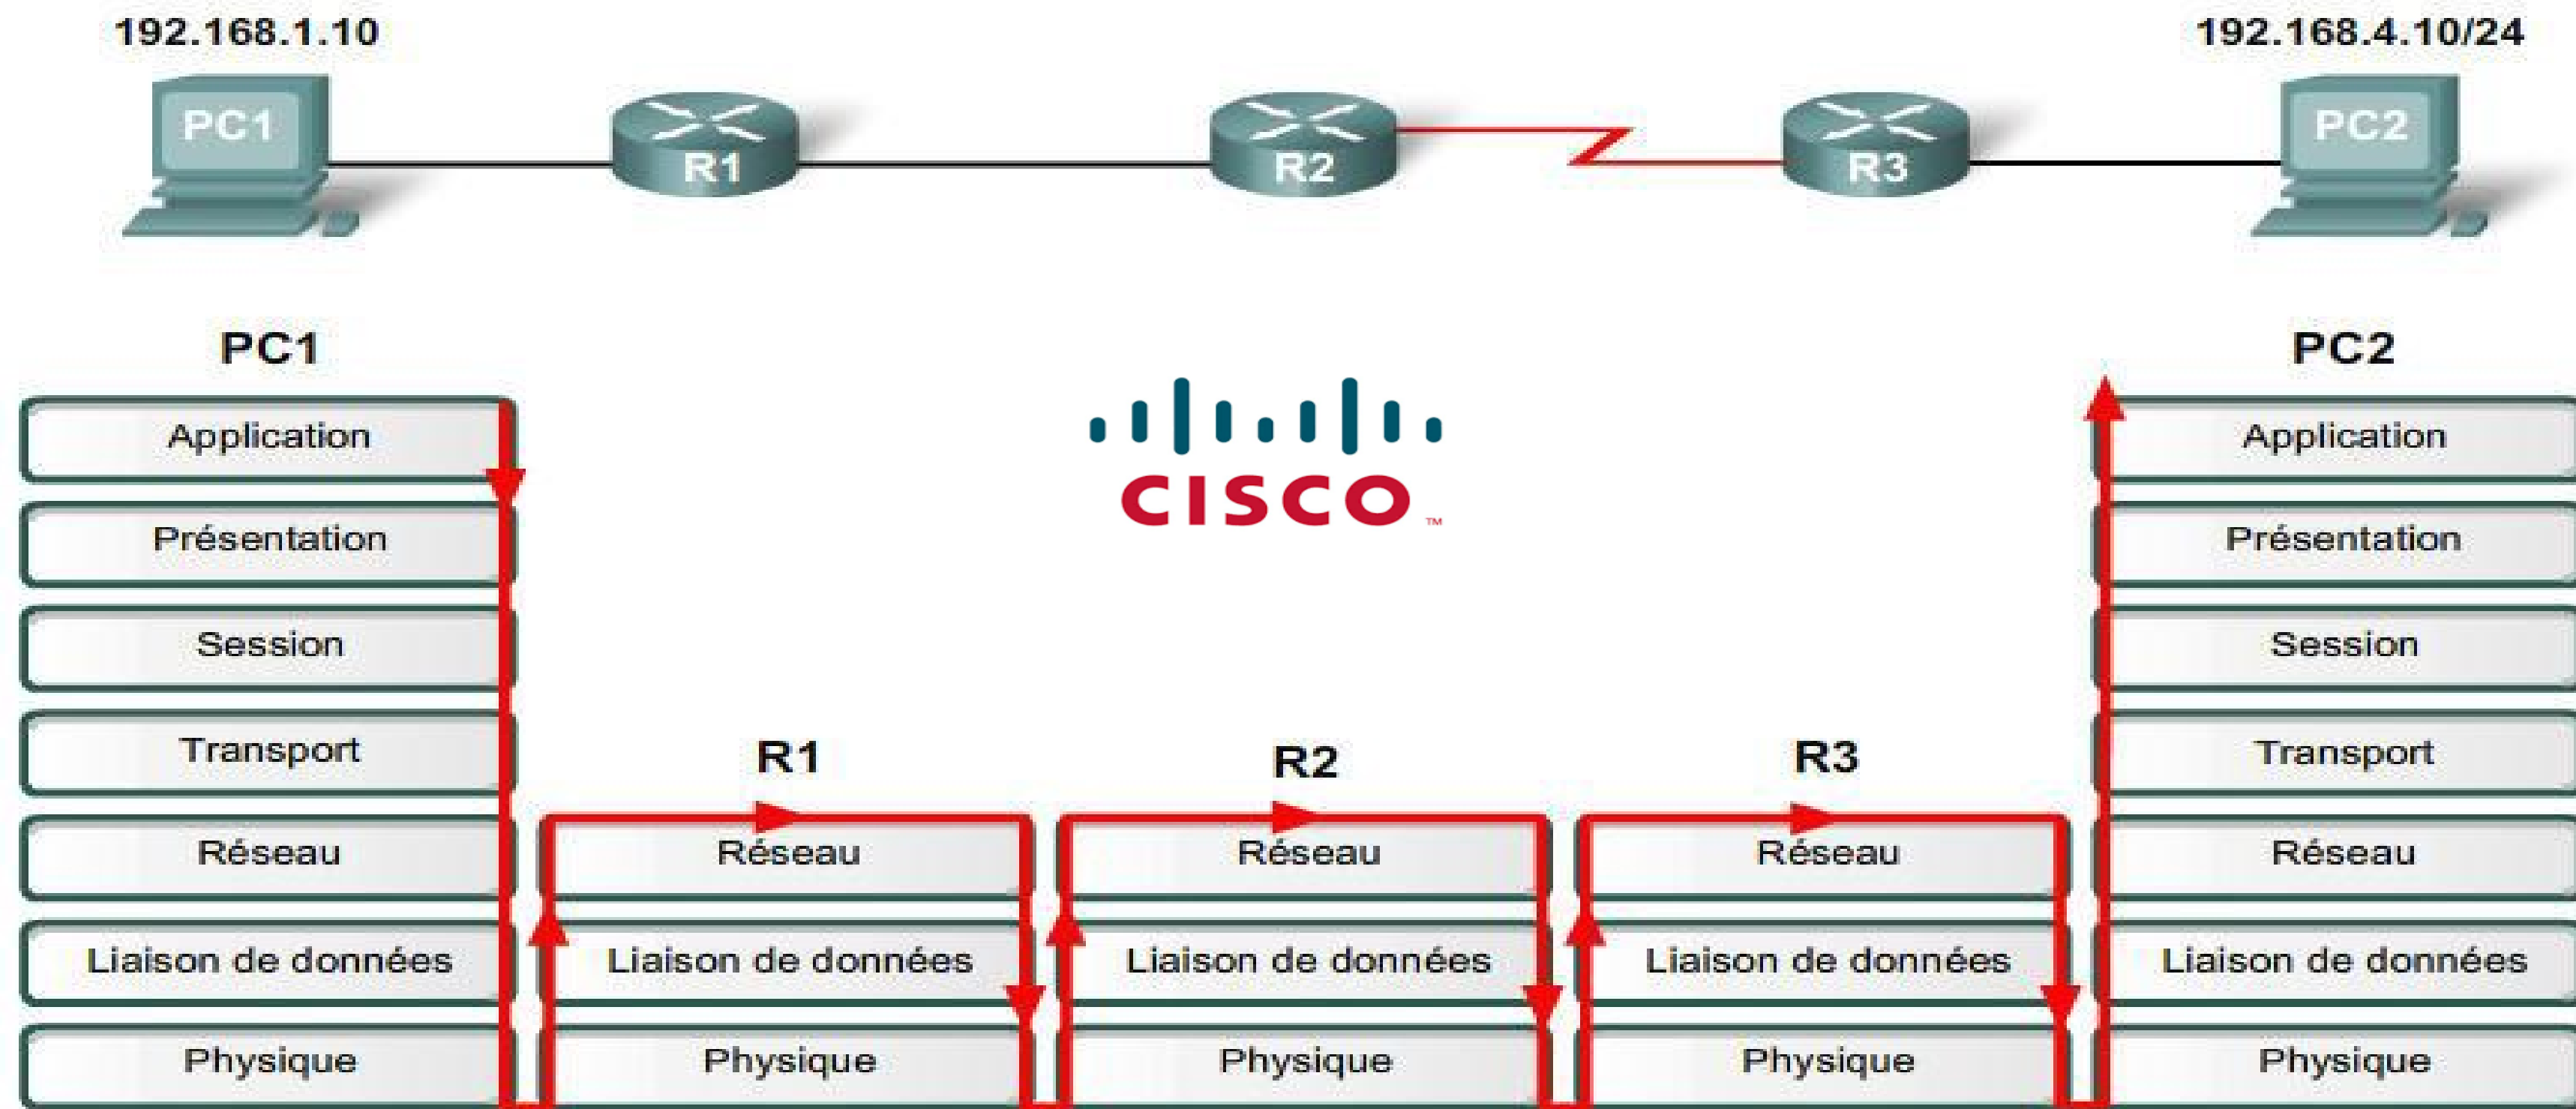 192.168.1.10
192.168.4.10/24
PC1
R1
R2
R3
PC2
PC1
PC2
CISCO™
Application
Présentation
Session
Transport
Réseau
Liaison de données
Physique
R1
Réseau
Liaison de données
Physique
R2
Réseau
Liaison de données
Physique
R3
Réseau
Liaison de données
Physique
Application
Présentation
Session
Transport
Réseau
Liaison de données
Physique